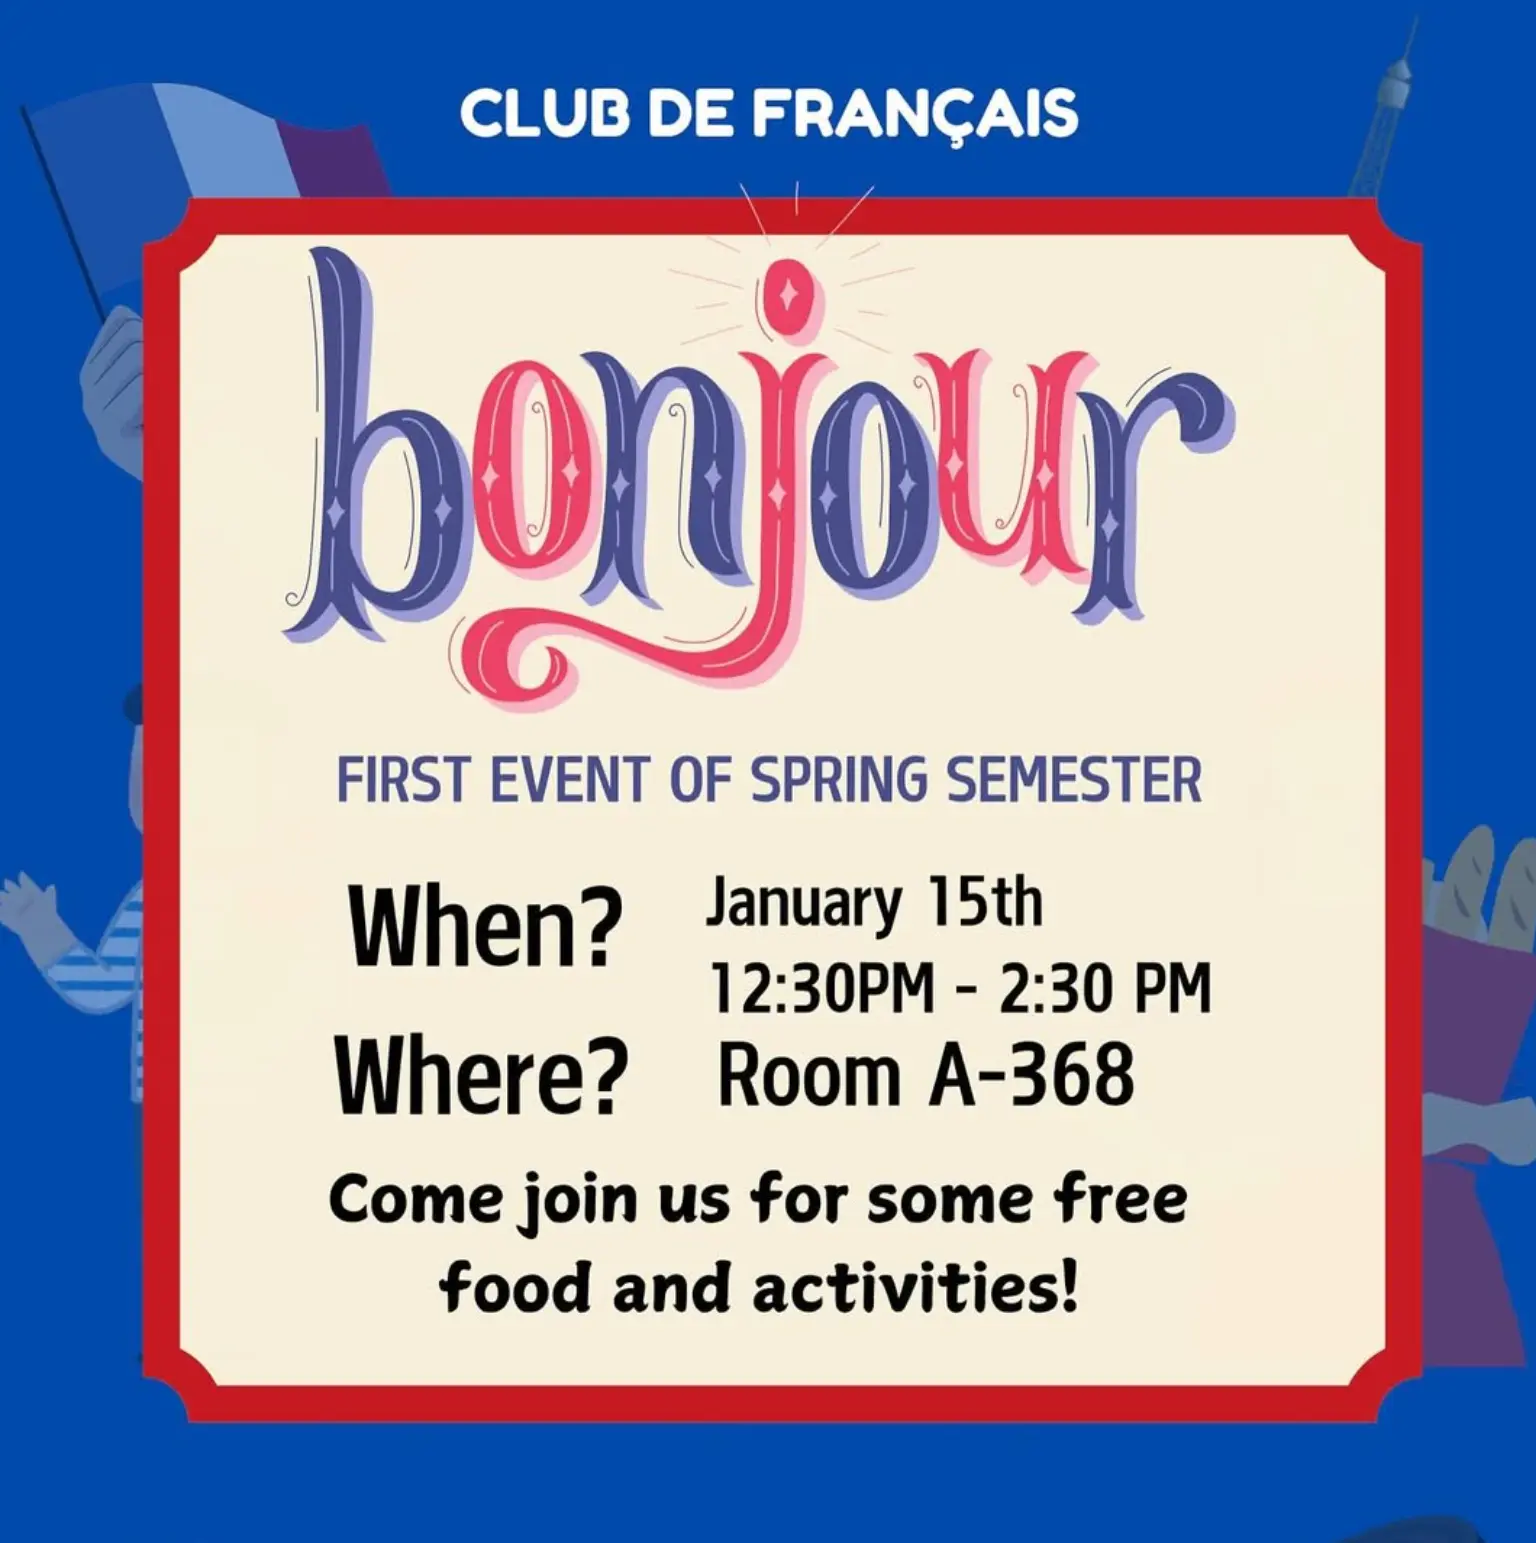 CLUB DE FRANÇAIS
bonjour
FIRST EVENT OF SPRING SEMESTER
When?
January 15th
12:30PM - 2:30 PM
Where?
Room A-368
Come join us for some free
food and activities!